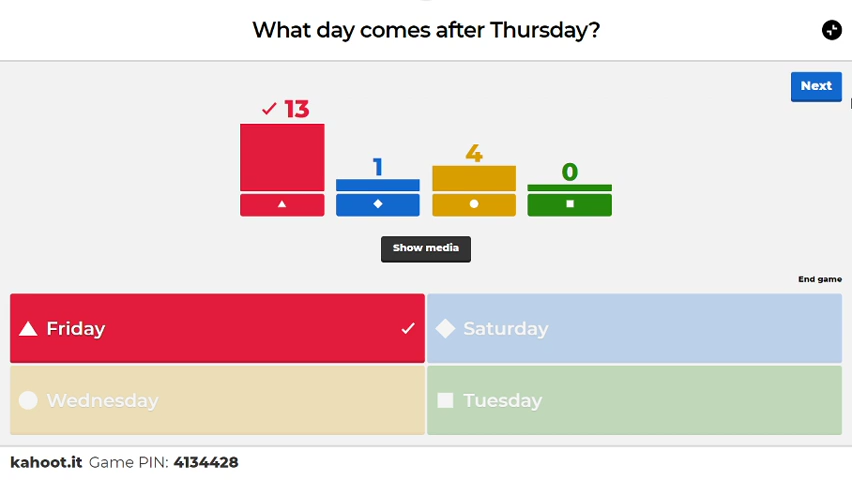 What day comes after Thursday?
Next
13
1
4
0
Show media
End game
Friday
Saturday
Wednesday
Tuesday
kahoot.it Game PIN: 4134428